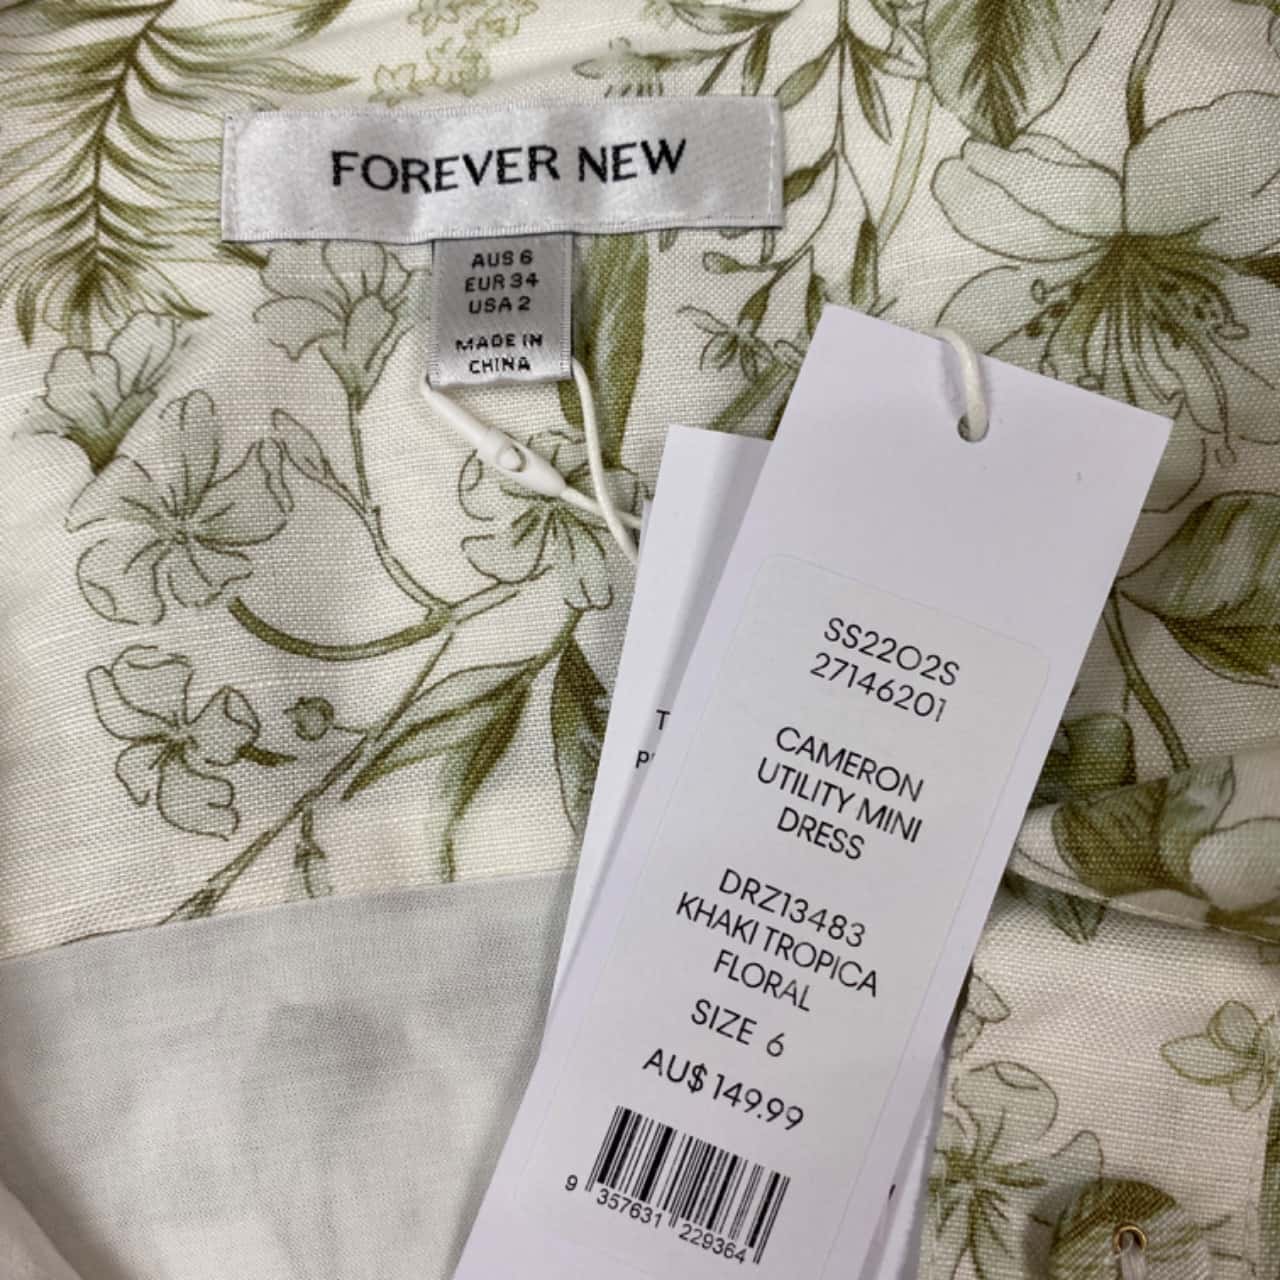 FOREVER NEW
AUS 6
EUR 34
USA 2
MADE IN
CHINA
SS22O2S
27146201
CAMERON
UTILITY MINI
DRESS
DRZ13483
KHAKI TROPICA
FLORAL
SIZE 6
AU$ 149.99
9 357631 229364